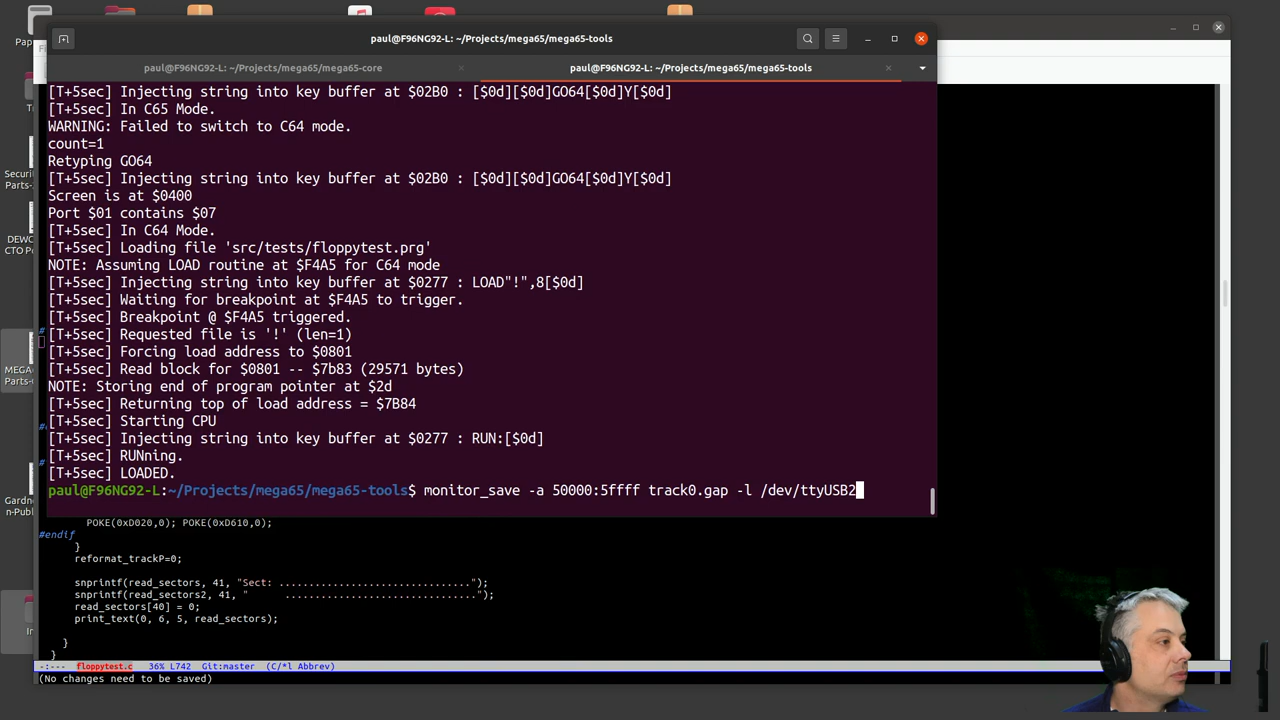 Pap
paul@F96NG92-L: ~/Projects/mega65/mega65-tools
paul@F96NG92-L: ~/Projects/mega65/mega65-core
paul@F96NG92-L: ~/Projects/mega65/mega65-tools
[T+5sec] Injecting string into key buffer at $02B0 : [$0d][$0d]GO64[$0d]Y[$0d]
[T+5sec] In C65 Mode.
WARNING: Failed to switch to C64 mode.
count=1
Retyping GO64
[T+5sec] Injecting string into key buffer at $02B0 : [$0d][$0d]GO64[$0d]Y[$0d]
Screen is at $0400
Port $01 contains $07
[T+5sec] In C64 Mode.
[T+5sec] Loading file 'src/tests/floppytest.prg'
NOTE: Assuming LOAD routine at $F4A5 for C64 mode
[T+5sec] Injecting string into key buffer at $0277 : LOAD"!",8[$0d]
[T+5sec] Waiting for breakpoint at $F4A5 to trigger.
[T+5sec] Breakpoint @ $F4A5 triggered.
[T+5sec] Requested file is '!' (len=1)
[T+5sec] Forcing load address to $0801
[T+5sec] Read block for $0801 -- $7b83 (29571 bytes)
NOTE: Storing end of program pointer at $2d
[T+5sec] Returning top of load address = $7B84
[T+5sec] Starting CPU
[T+5sec] Injecting string into key buffer at $0277 : RUN:[$0d]
[T+5sec] RUNning.
[T+5sec] LOADED.
paul@F96NG92-L:~/Projects/mega65/mega65-tools$ monitor_save -a 50000:5ffff track0.gap -l /dev/ttyUSB2
Securi
Parts-
DEWC
CTO P
MEGA
Parts-
Gardn
n-Publ
In
POKE(0xD020,0); POKE(0xD610,0);
#endif
}
reformat_trackP=0;
snprintf(read_sectors, 41, "Sect: ................................");
snprintf(read_sectors2, 41, "      ................................");
read_sectors[40] = 0;
print_text(0, 6, 5, read_sectors);
}
}
-:--- floppytest.c 36% L742 Git:master (C/*l Abbrev)
(No changes need to be saved)